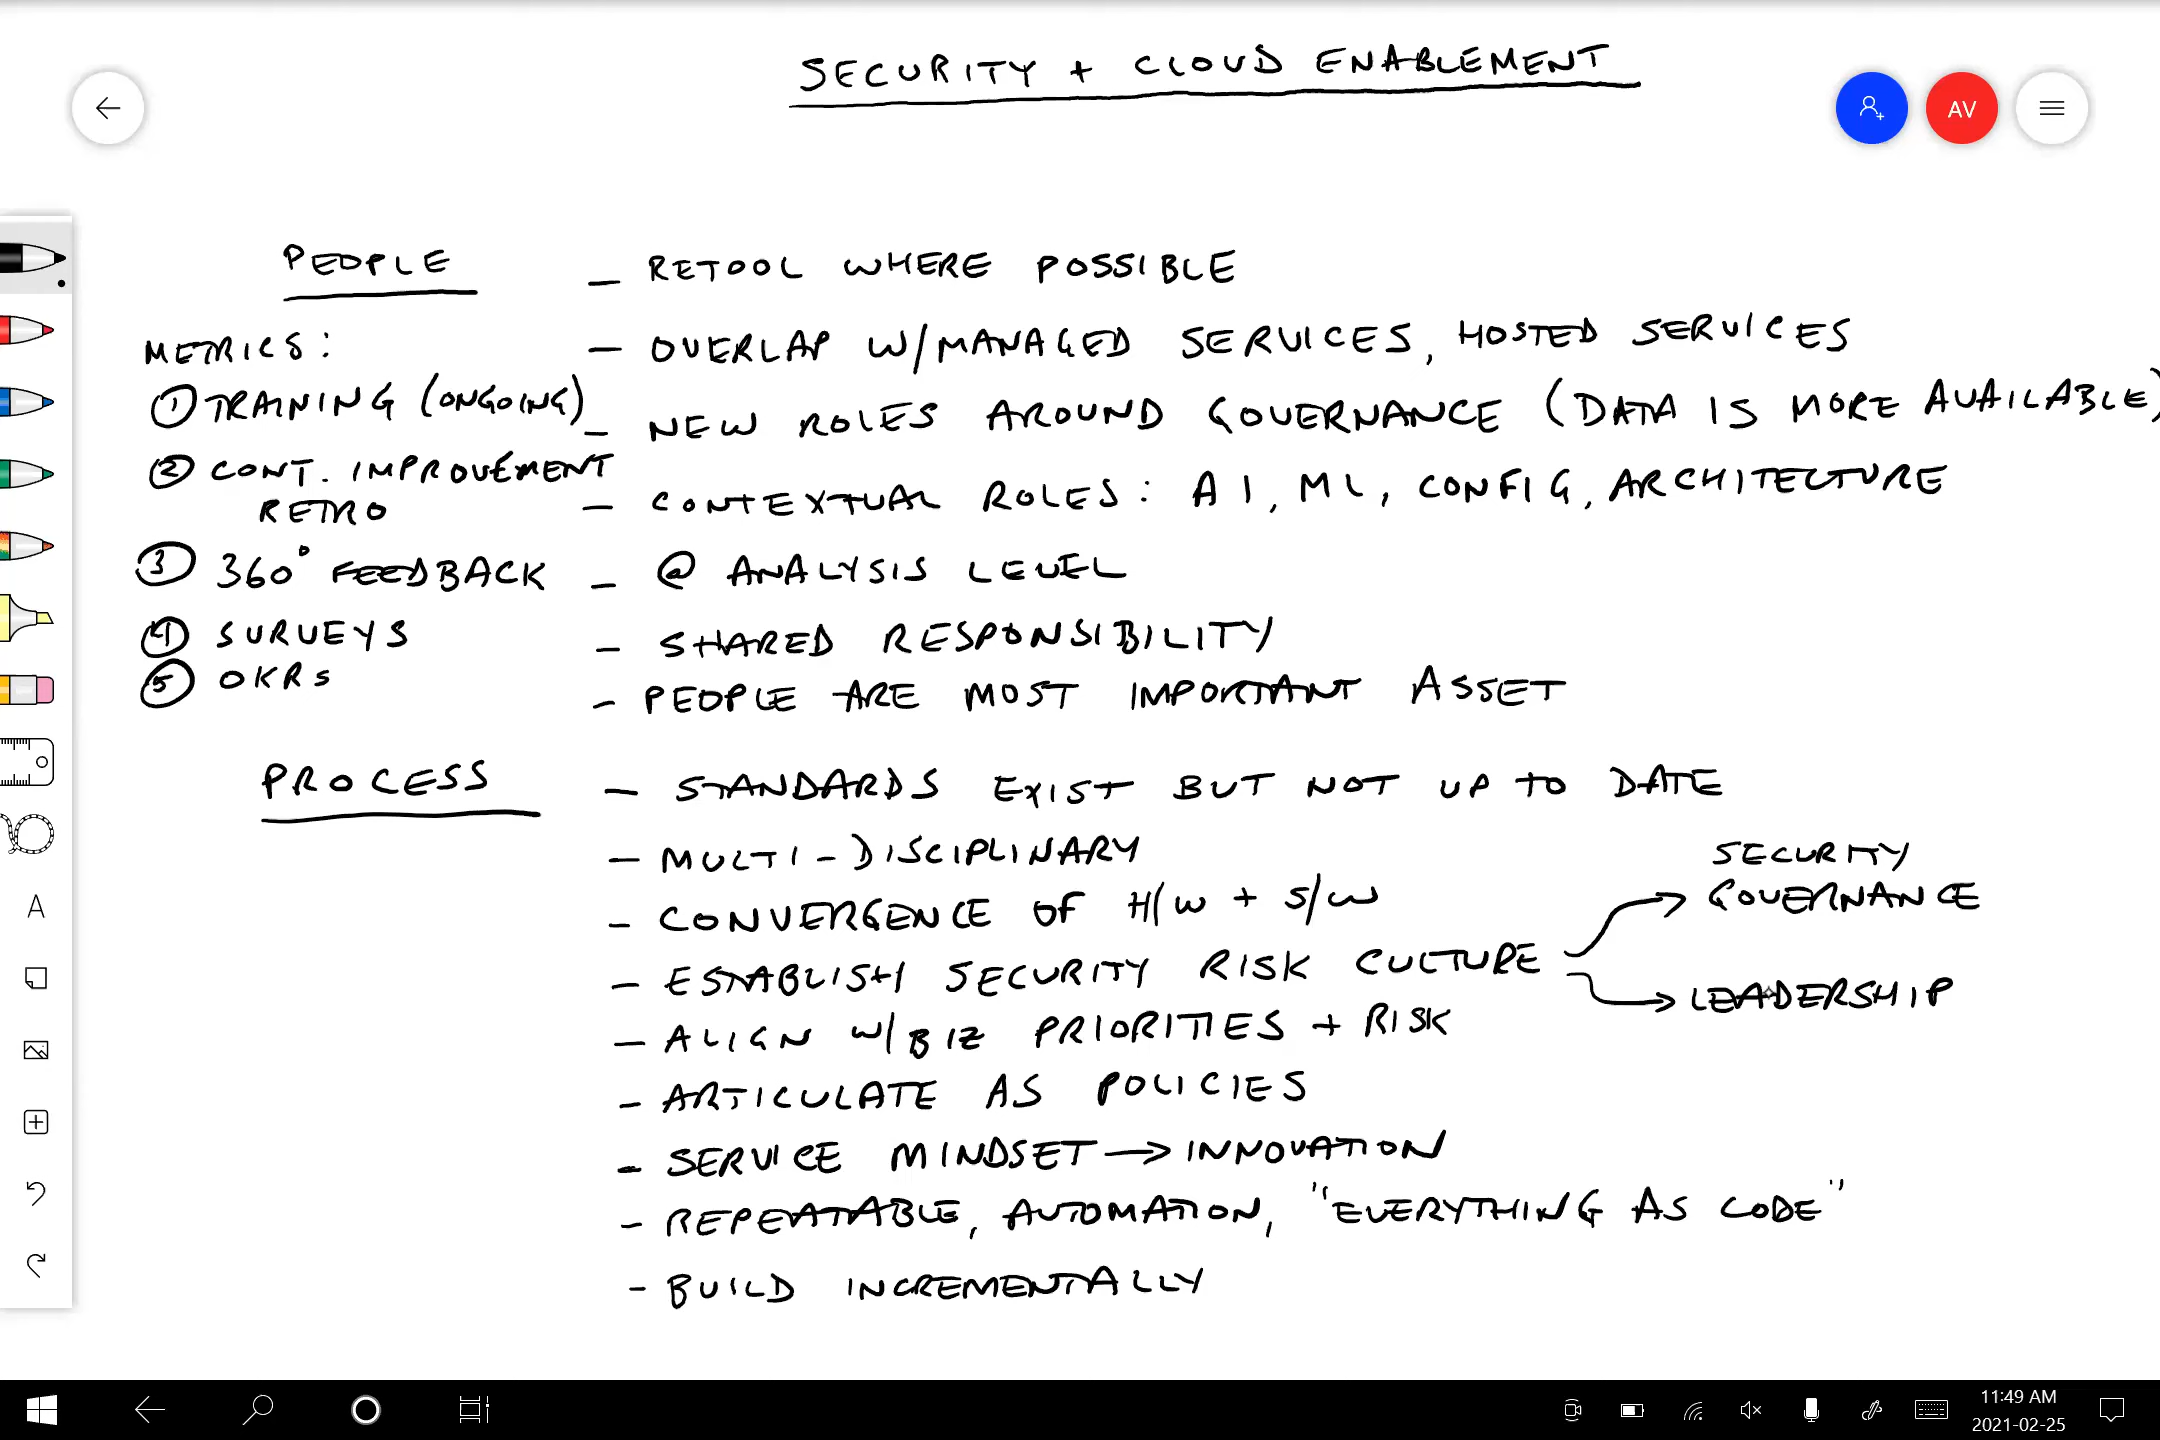 SECURITY + CLOUD ENABLEMENT
AV
PEOPLE
- RETOOL WHERE POSSIBLE
METRICS:
- OVERLAP W/MANAGED SERVICES, HOSTED SERVICES
① TRAINING (ONGOING)
- NEW ROLES AROUND GOVERNANCE (DATA IS MORE AVAILABLE)
② CONT. IMPROVEMENT
RETRO
- CONTEXTUAL ROLES: AI, ML, CONFIG, ARCHITECTURE
③ 360° FEEDBACK
- @ ANALYSIS LEVEL
④ SURVEYS
- SHARED RESPONSIBILITY
⑤ OKRs
- PEOPLE ARE MOST IMPORTANT ASSET
PROCESS
- STANDARDS EXIST BUT NOT UP TO DATE
- MULTI-DISCIPLINARY
- CONVERGENCE OF H/W + S/W
- ESTABLISH SECURITY RISK CULTURE
→ SECURITY
GOVERNANCE
→ LEADERSHIP
- ALIGN W/ BIZ PRIORITIES + RISK
- ARTICULATE AS POLICIES
- SERVICE MINDSET → INNOVATION
- REPEATABLE, AUTOMATION, "EVERYTHING AS CODE"
- BUILD INCREMENTALLY
A
11:49 AM
2021-02-25